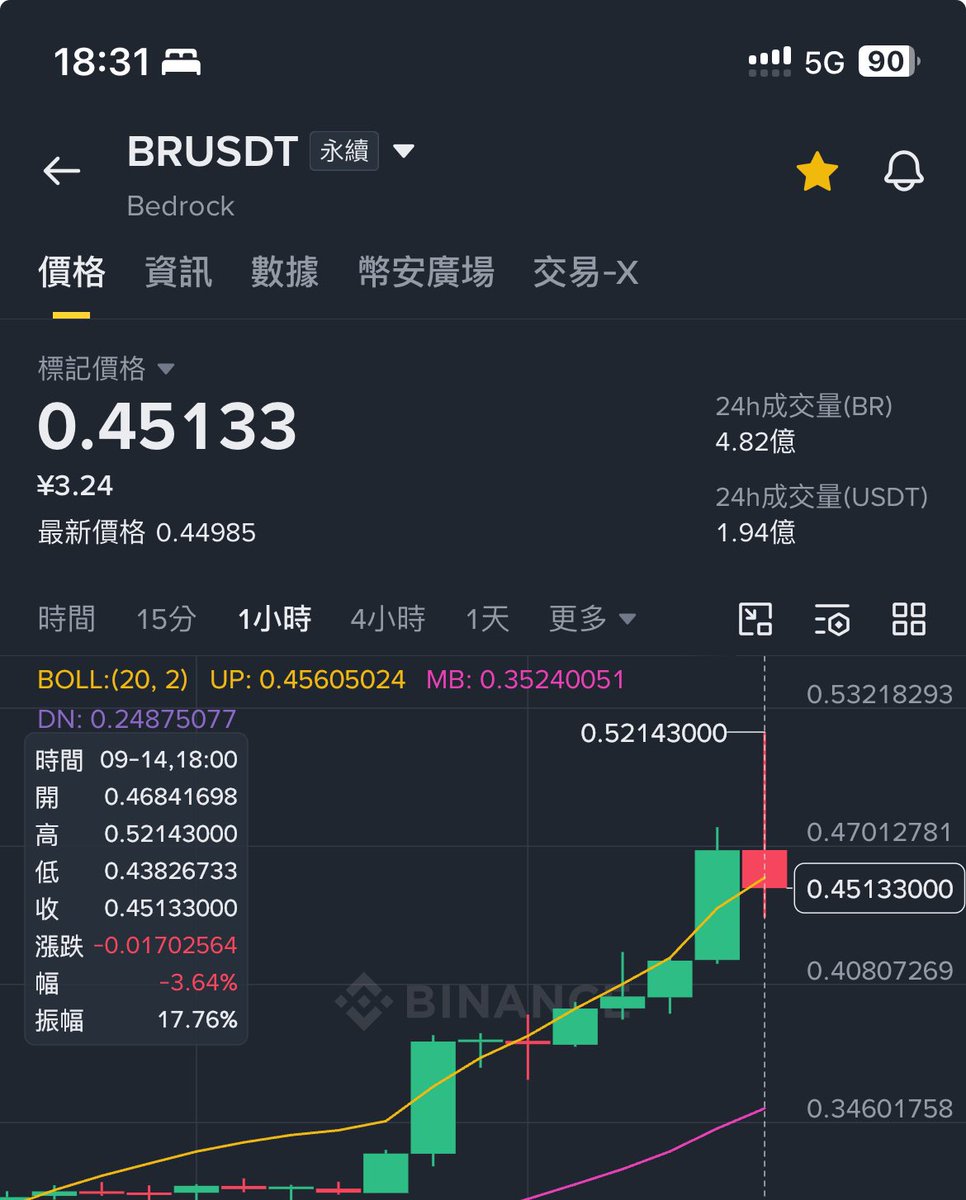 18:31 5G 90
BRUSDT 永續
Bedrock
價格 資訊 數據 幣安廣場 交易-X
標記價格
0.45133
¥3.24
最新價格 0.44985
24h成交量(BR)
4.82億
24h成交量(USDT)
1.94億
時間 15分 1小時 4小時 1天 更多
BOLL:(20, 2) UP: 0.45605024 MB: 0.35240051
DN: 0.24875077
時間 09-14,18:00
開 0.46841698
高 0.52143000
低 0.43826733
收 0.45133000
漲跌 -0.01702564
幅 -3.64%
振幅 17.76%
0.52143000
0.53218293
0.47012781
0.45133000
0.40807269
0.34601758
BINANCE